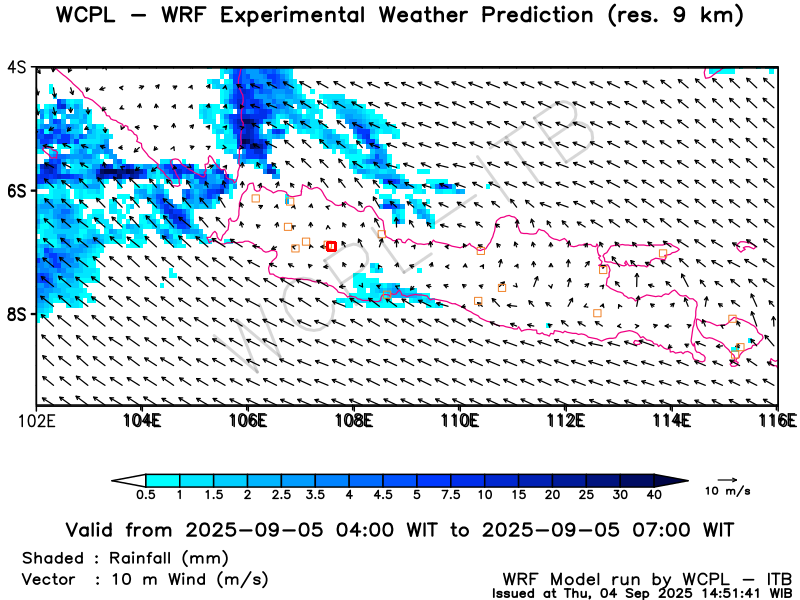 WCPL – WRF Experimental Weather Prediction (res. 9 km)
4S
6S
8S
WCPL-ITB
102E 104E 106E 108E 110E 112E 114E 116E
0.5 1 1.5 2 2.5 3.5 4 4.5 5 7.5 10 15 20 25 30 40
10 m/s
Valid from 2025-09-05 04:00 WIT to 2025-09-05 07:00 WIT
Shaded : Rainfall (mm)
Vector : 10 m Wind (m/s)
WRF Model run by WCPL – ITB
Issued at Thu, 04 Sep 2025 14:51:41 WIB